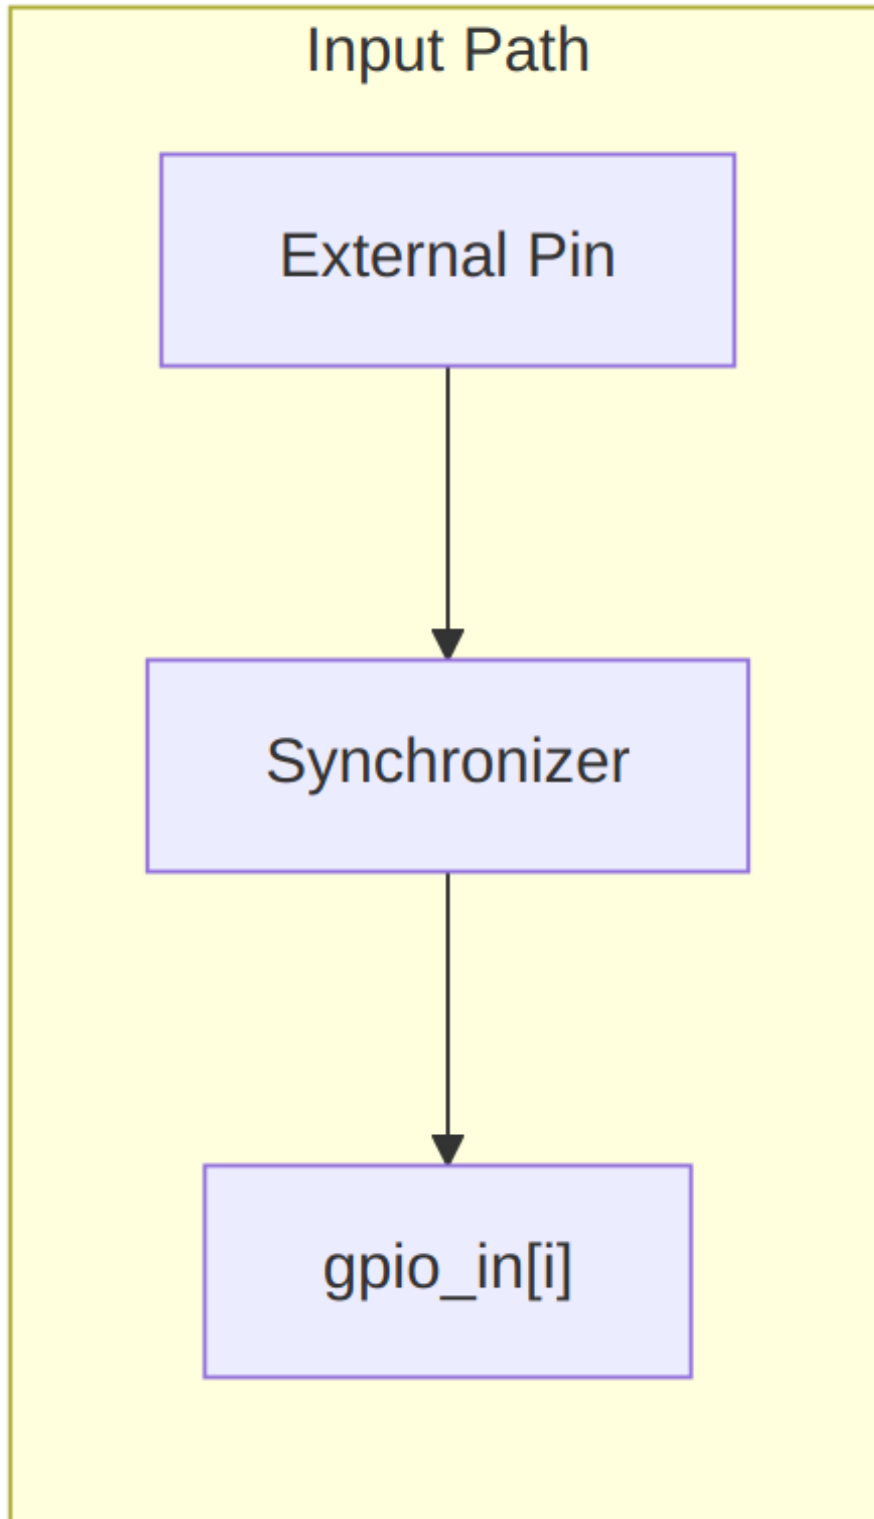 Input Path
External Pin
Synchronizer
gpio_in[i]